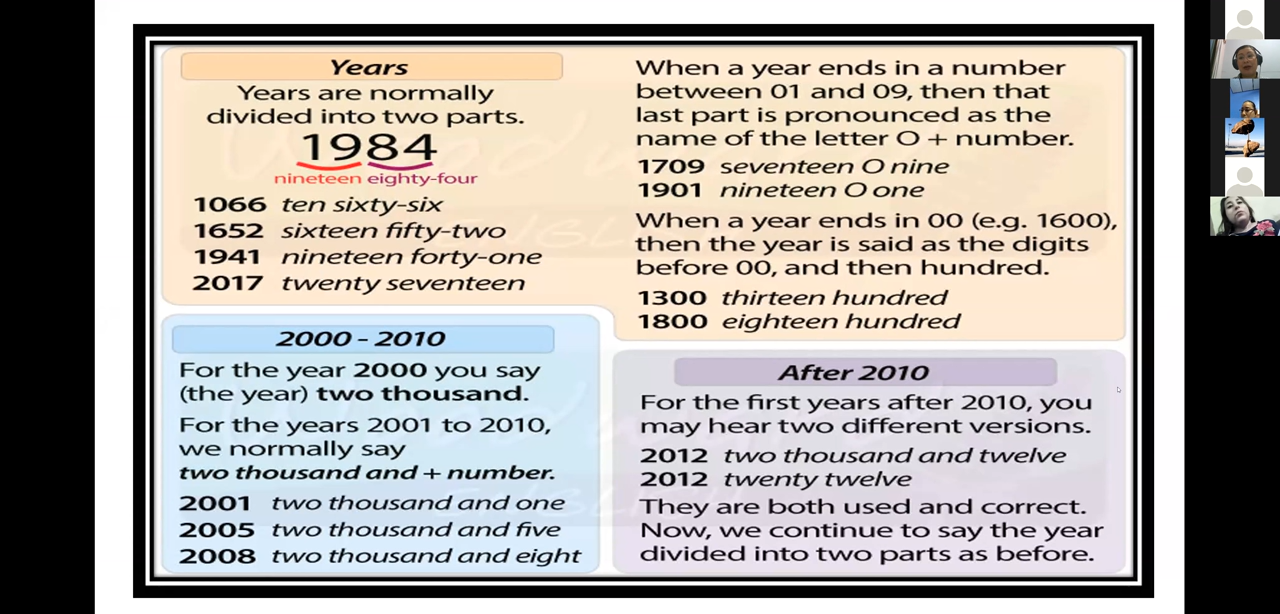 Years
Years are normally
divided into two parts.
1984
nineteen eighty-four
1066 ten sixty-six
1652 sixteen fifty-two
1941 nineteen forty-one
2017 twenty seventeen
When a year ends in a number
between 01 and 09, then that
last part is pronounced as the
name of the letter O + number.
1709 seventeen O nine
1901 nineteen O one
When a year ends in 00 (e.g. 1600),
then the year is said as the digits
before 00, and then hundred.
1300 thirteen hundred
1800 eighteen hundred
2000 - 2010
For the year 2000 you say
(the year) two thousand.
For the years 2001 to 2010,
we normally say
two thousand and + number.
2001 two thousand and one
2005 two thousand and five
2008 two thousand and eight
After 2010
For the first years after 2010, you
may hear two different versions.
2012 two thousand and twelve
2012 twenty twelve
They are both used and correct.
Now, we continue to say the year
divided into two parts as before.